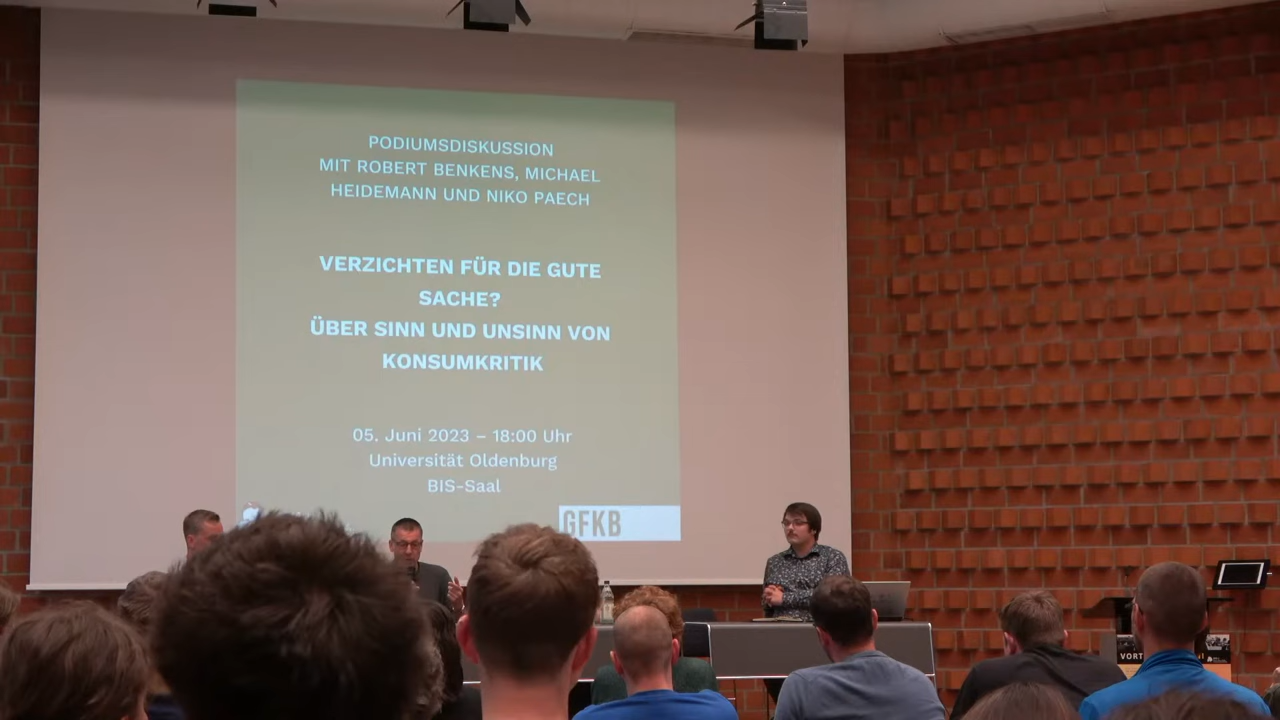 PODIUMSDISKUSSION
MIT ROBERT BENKENS, MICHAEL
HEIDEMANN UND NIKO PAECH
VERZICHTEN FÜR DIE GUTE
SACHE?
ÜBER SINN UND UNSINN VON
KONSUMKRITIK
05. Juni 2023 – 18:00 Uhr
Universität Oldenburg
BIS-Saal
GFKB